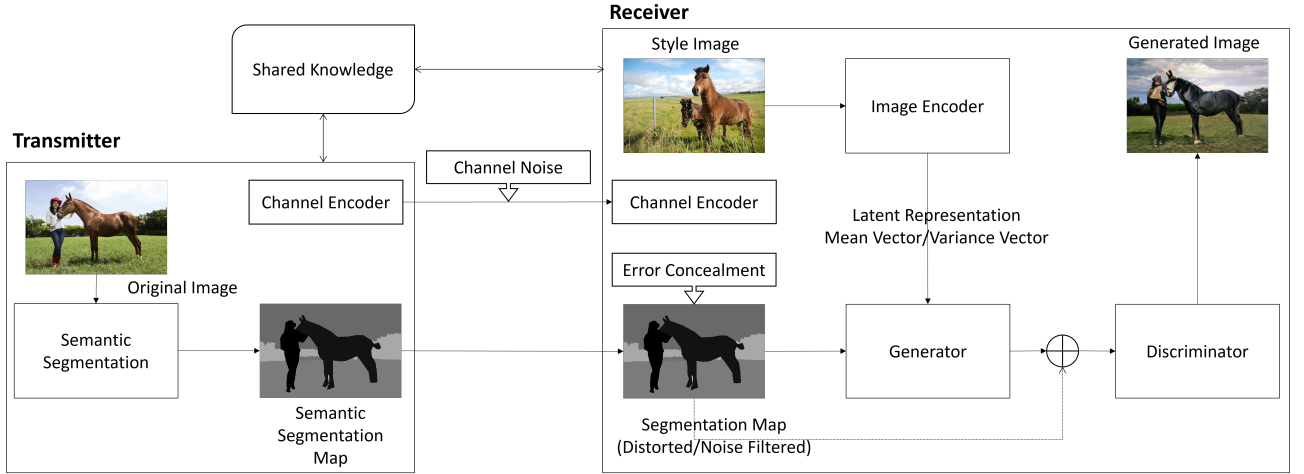 Receiver
Style Image
Generated Image
Shared Knowledge
Image Encoder
Transmitter
Channel Noise
Channel Encoder
Channel Encoder
Latent Representation
Mean Vector/Variance Vector
Error Concealment
Original Image
Semantic
Segmentation
Generator
Discriminator
Semantic
Segmentation
Map
Segmentation Map
(Distorted/Noise Filtered)